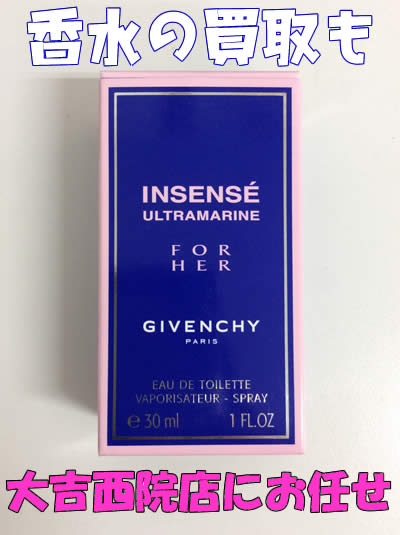 香水の買取も
INSENSÉ
ULTRAMARINE
FOR
HER
GIVENCHY
PARIS
EAU DE TOILETTE
VAPORISATEUR - SPRAY
℮ 30 ml 1 FL.OZ
大吉西院店にお任せ